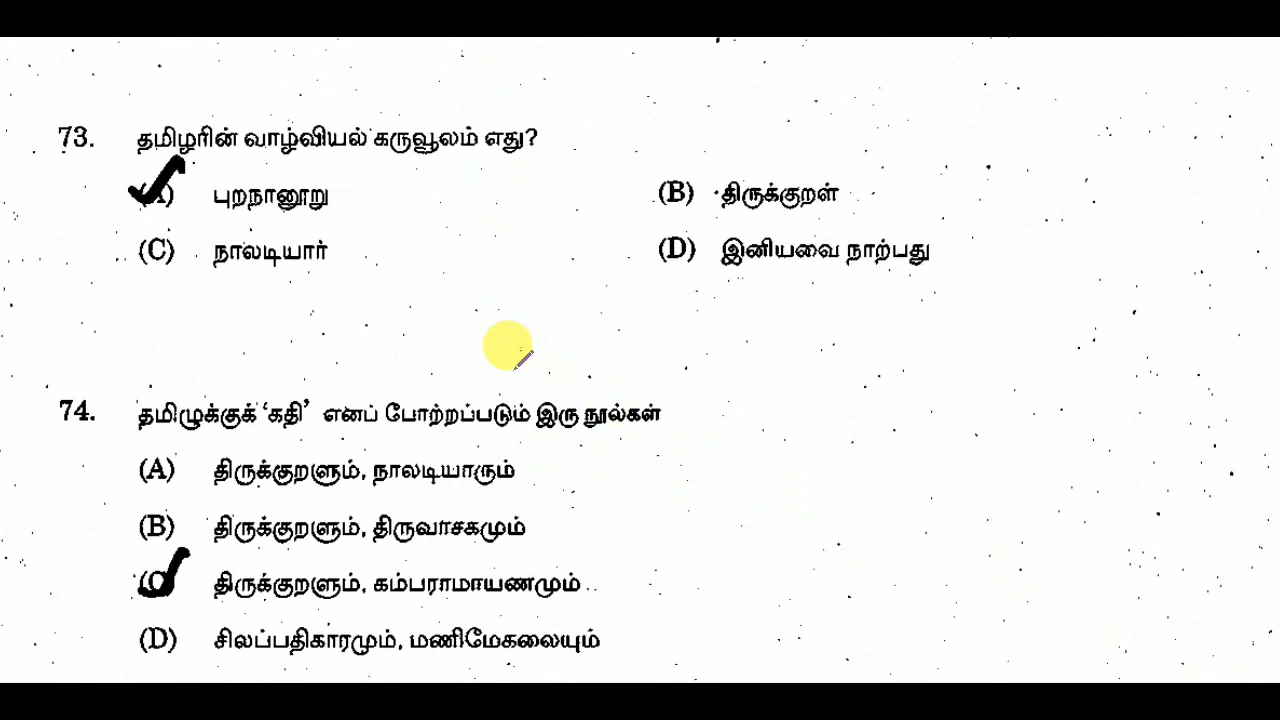 73. தமிழரின் வாழ்வியல் கருவூலம் எது?
(A) புறநானூறு (B) திருக்குறள்
(C) நாலடியார் (D) இனியவை நாற்பது
74. தமிழுக்குக் ‘கதி’ எனப் போற்றப்படும் இரு நூல்கள்
(A) திருக்குறளும், நாலடியாரும்
(B) திருக்குறளும், திருவாசகமும்
(C) திருக்குறளும், கம்பராமாயணமும்
(D) சிலப்பதிகாரமும், மணிமேகலையும்